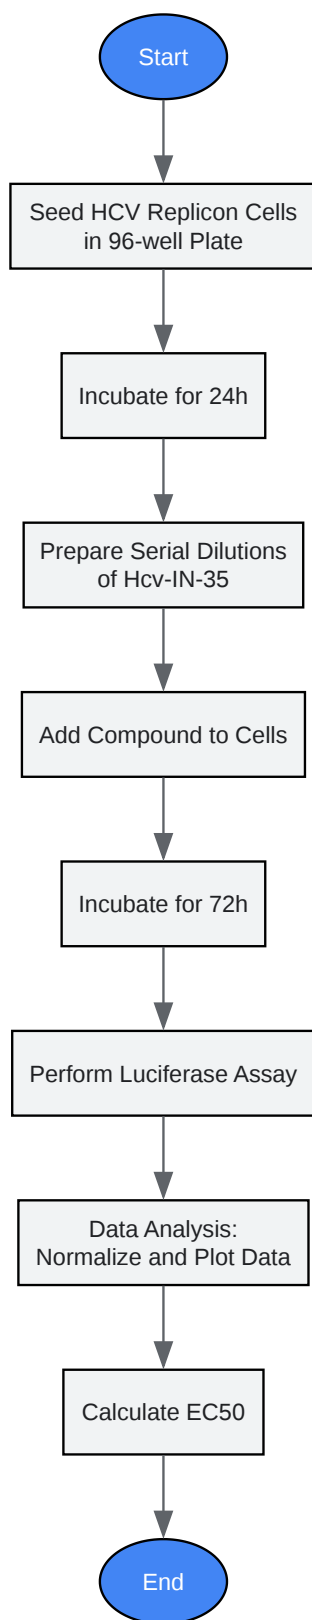 Start
Seed HCV Replicon Cells
in 96-well Plate
Incubate for 24h
Prepare Serial Dilutions
of Hcv-IN-35
Add Compound to Cells
Incubate for 72h
Perform Luciferase Assay
Data Analysis:
Normalize and Plot Data
Calculate EC50
End